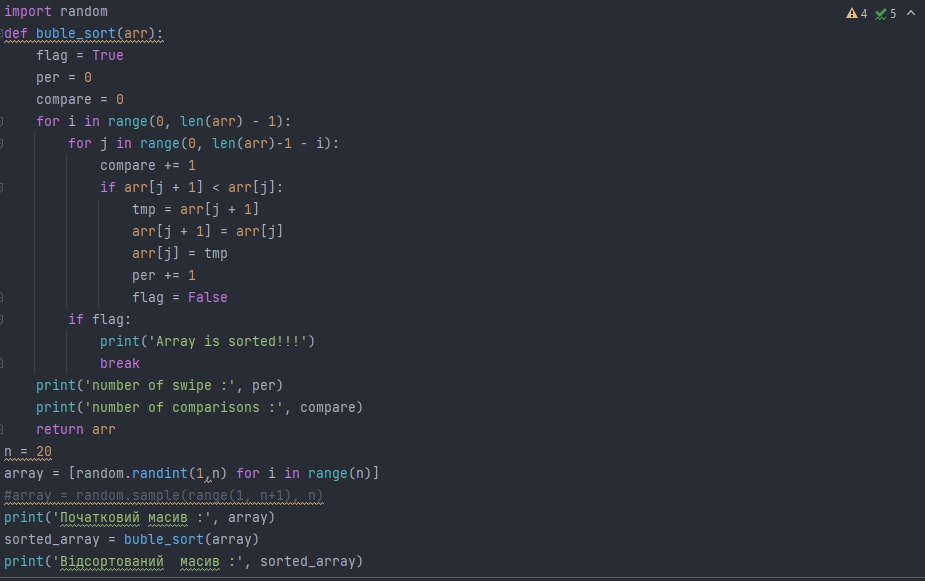 import random
def buble_sort(arr):
    flag = True
    per = 0
    compare = 0
    for i in range(0, len(arr) - 1):
        for j in range(0, len(arr)-1 - i):
            compare += 1
            if arr[j + 1] < arr[j]:
                tmp = arr[j + 1]
                arr[j + 1] = arr[j]
                arr[j] = tmp
                per += 1
                flag = False
        if flag:
            print('Array is sorted!!!')
            break
    print('number of swipe :', per)
    print('number of comparisons :', compare)
    return arr
n = 20
array = [random.randint(1,n) for i in range(n)]
#array = random.sample(range(1, n+1), n)
print('Початковий масив :', array)
sorted_array = buble_sort(array)
print('Відсортований  масив :', sorted_array)
4 5